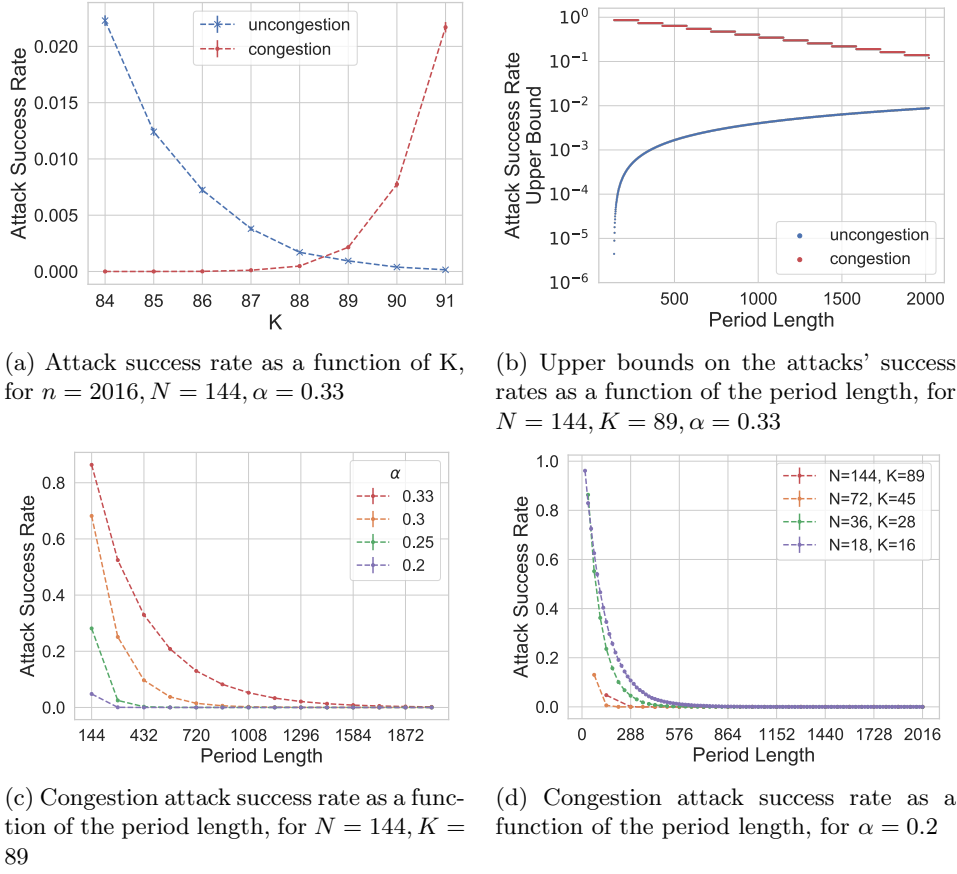 Attack Success Rate
0.020
0.015
0.010
0.005
0.000
84 85 86 87 88 89 90 91
K
uncongestion
congestion
(a) Attack success rate as a function of K,
for n = 2016, N = 144, α = 0.33
Attack Success Rate
Upper Bound
10⁰
10⁻¹
10⁻²
10⁻³
10⁻⁴
10⁻⁵
10⁻⁶
500 1000 1500 2000
Period Length
uncongestion
congestion
(b) Upper bounds on the attacks' success
rates as a function of the period length, for
N = 144, K = 89, α = 0.33
Attack Success Rate
0.8
0.6
0.4
0.2
0.0
144 432 720 1008 1296 1584 1872
Period Length
α
0.33
0.3
0.25
0.2
(c) Congestion attack success rate as a func-
tion of the period length, for N = 144, K =
89
Attack Success Rate
1.0
0.8
0.6
0.4
0.2
0.0
0 288 576 864 1152 1440 1728 2016
Period Length
N=144, K=89
N=72, K=45
N=36, K=28
N=18, K=16
(d) Congestion attack success rate as a
function of the period length, for α = 0.2